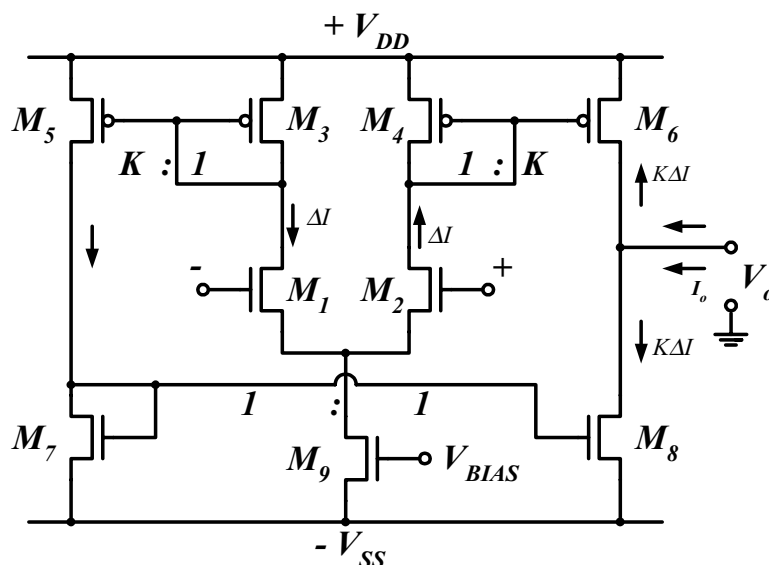 + V_DD
M_5
M_3
M_4
M_6
K : 1
1 : K
KΔI
ΔI
ΔI
I_o
V_o
-
M_1
M_2
+
KΔI
1 : 1
M_7
M_9
V_BIAS
M_8
- V_SS